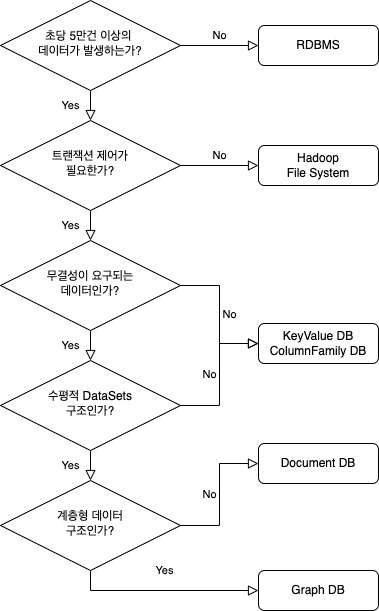 초당 5만건 이상의
데이터가 발생하는가?
No
RDBMS
Yes
트랜잭션 제어가
필요한가?
No
Hadoop
File System
Yes
무결성이 요구되는
데이터인가?
No
KeyValue DB
ColumnFamily DB
Yes
No
수평적 DataSets
구조인가?
Yes
Document DB
No
계층형 데이터
구조인가?
Yes
Graph DB